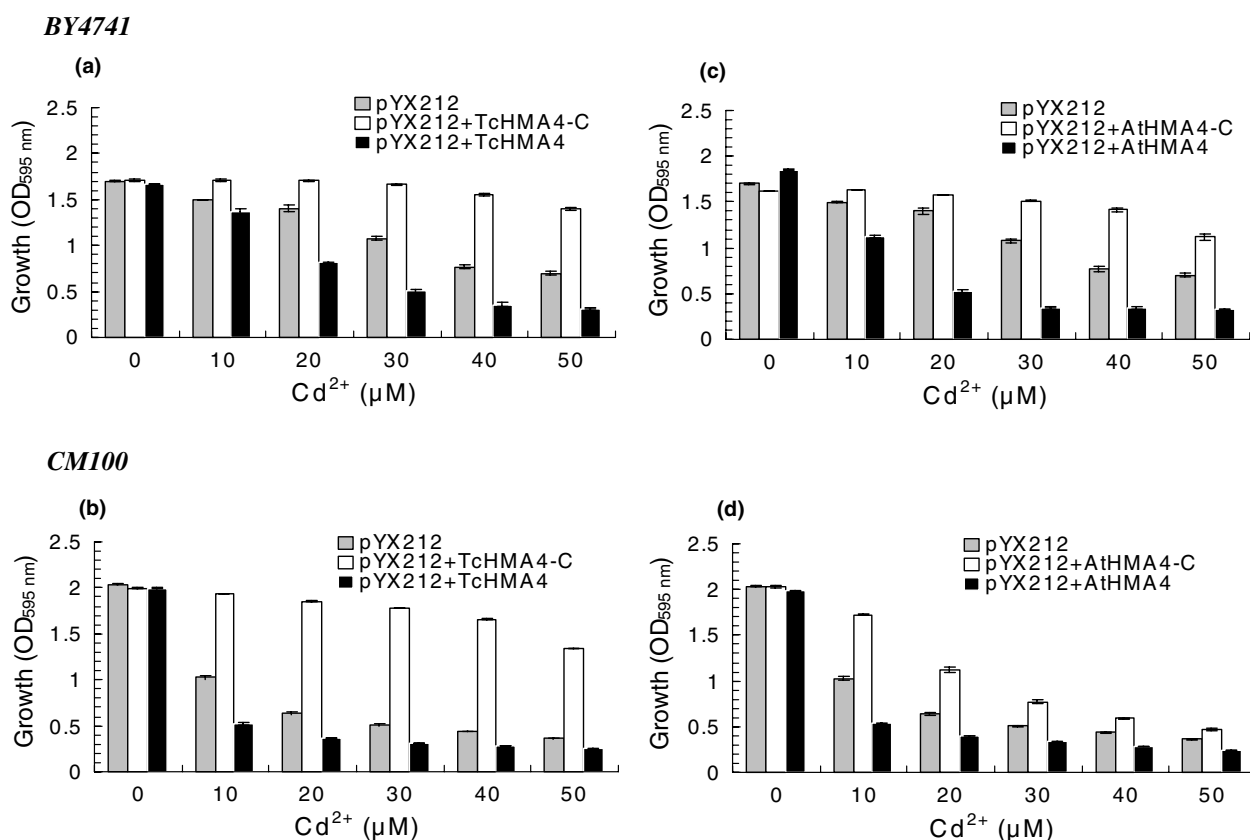 BY4741
(a)
pYX212
pYX212+TcHMA4-C
pYX212+TcHMA4
2.5
2
1.5
1
0.5
0
Growth (OD595 nm)
0 10 20 30 40 50
Cd2+ (µM)
(c)
pYX212
pYX212+AtHMA4-C
pYX212+AtHMA4
2.5
2
1.5
1
0.5
0
Growth (OD595 nm)
0 10 20 30 40 50
Cd2+ (µM)
CM100
(b)
pYX212
pYX212+TcHMA4-C
pYX212+TcHMA4
2.5
2
1.5
1
0.5
0
Growth (OD595 nm)
0 10 20 30 40 50
Cd2+ (µM)
(d)
pYX212
pYX212+AtHMA4-C
pYX212+AtHMA4
2.5
2
1.5
1
0.5
0
Growth (OD595 nm)
0 10 20 30 40 50
Cd2+ (µM)